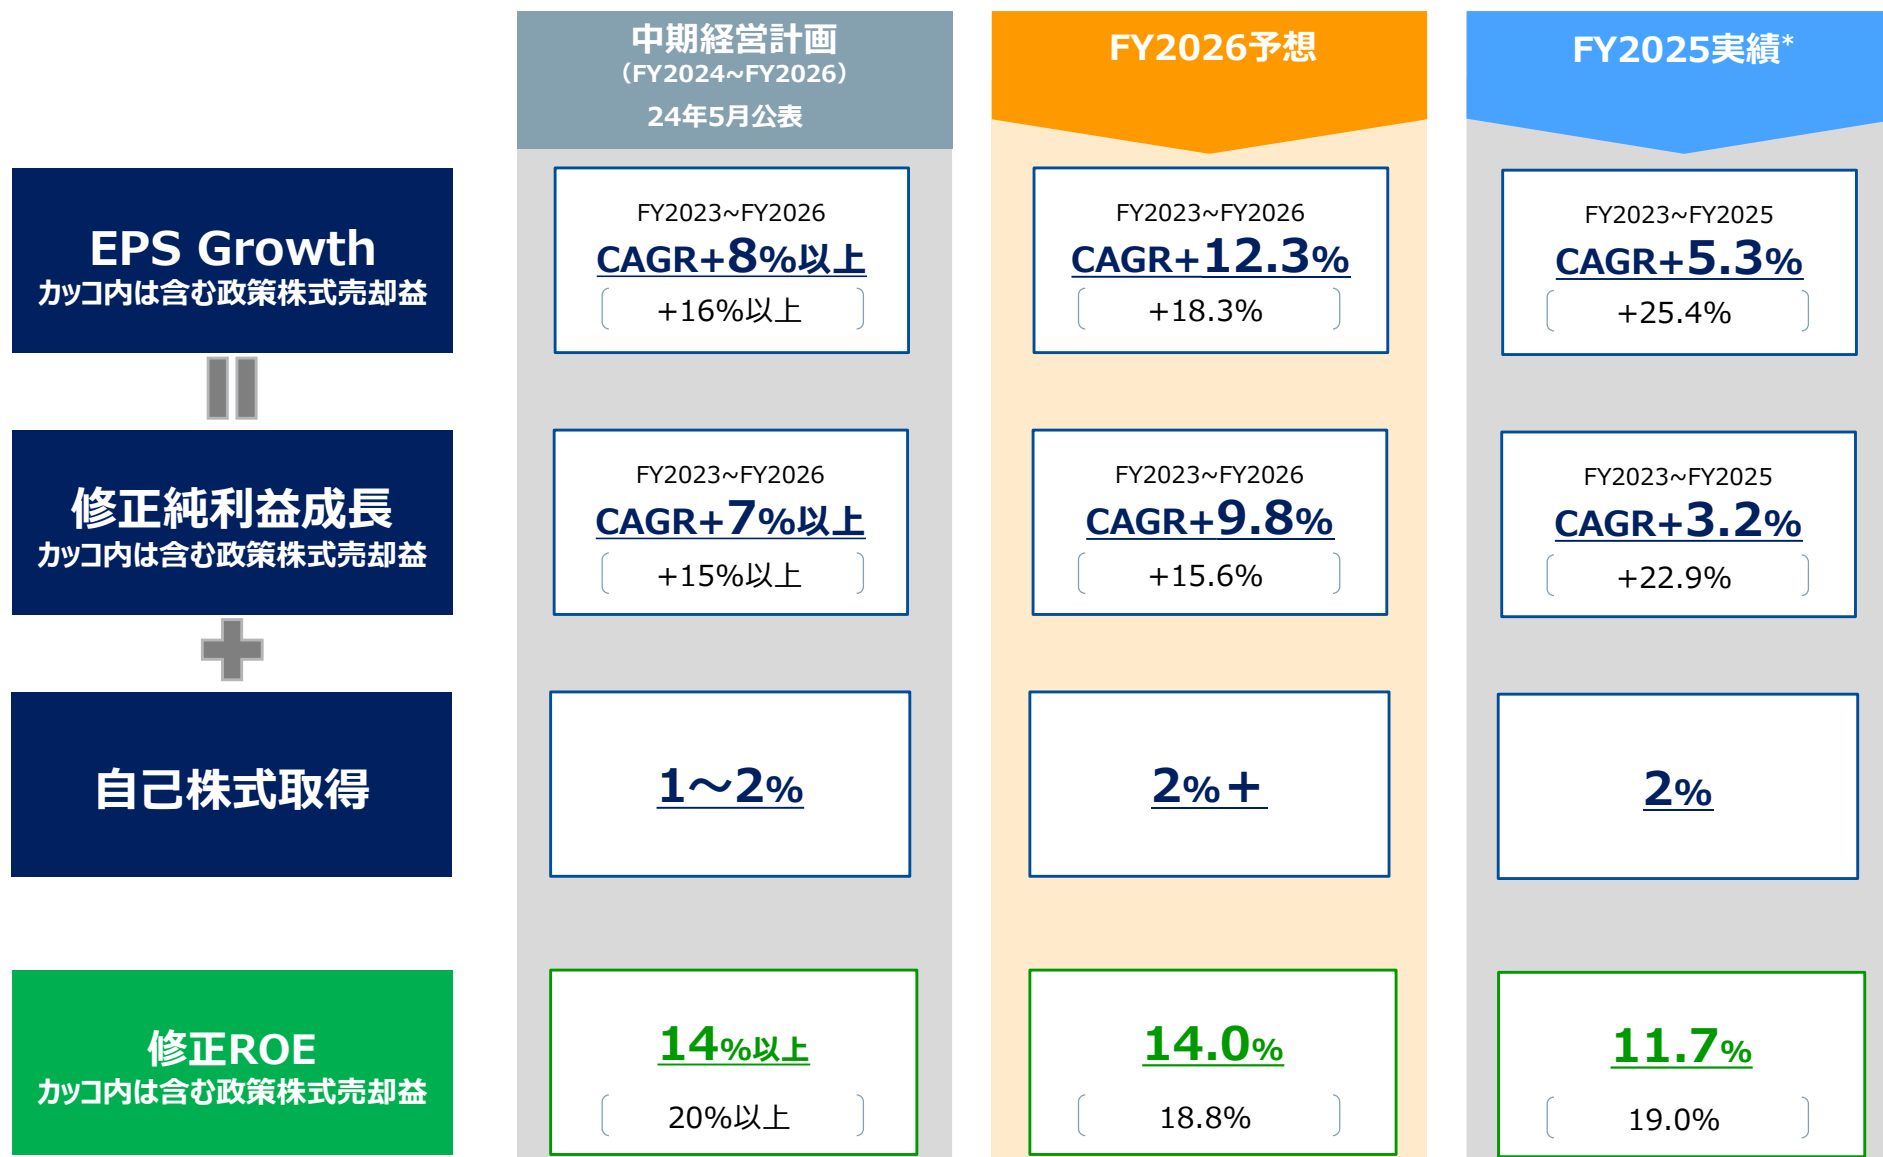 中期経営計画
（FY2024~FY2026）
24年5月公表
FY2026予想
FY2025実績*
EPS Growth
カッコ内は含む政策株式売却益
FY2023~FY2026
CAGR+8%以上
+16%以上
FY2023~FY2026
CAGR+12.3%
+18.3%
FY2023~FY2025
CAGR+5.3%
+25.4%
修正純利益成長
カッコ内は含む政策株式売却益
FY2023~FY2026
CAGR+7%以上
+15%以上
FY2023~FY2026
CAGR+9.8%
+15.6%
FY2023~FY2025
CAGR+3.2%
+22.9%
自己株式取得
1～2%
2%＋
2%
修正ROE
カッコ内は含む政策株式売却益
14%以上
20%以上
14.0%
18.8%
11.7%
19.0%